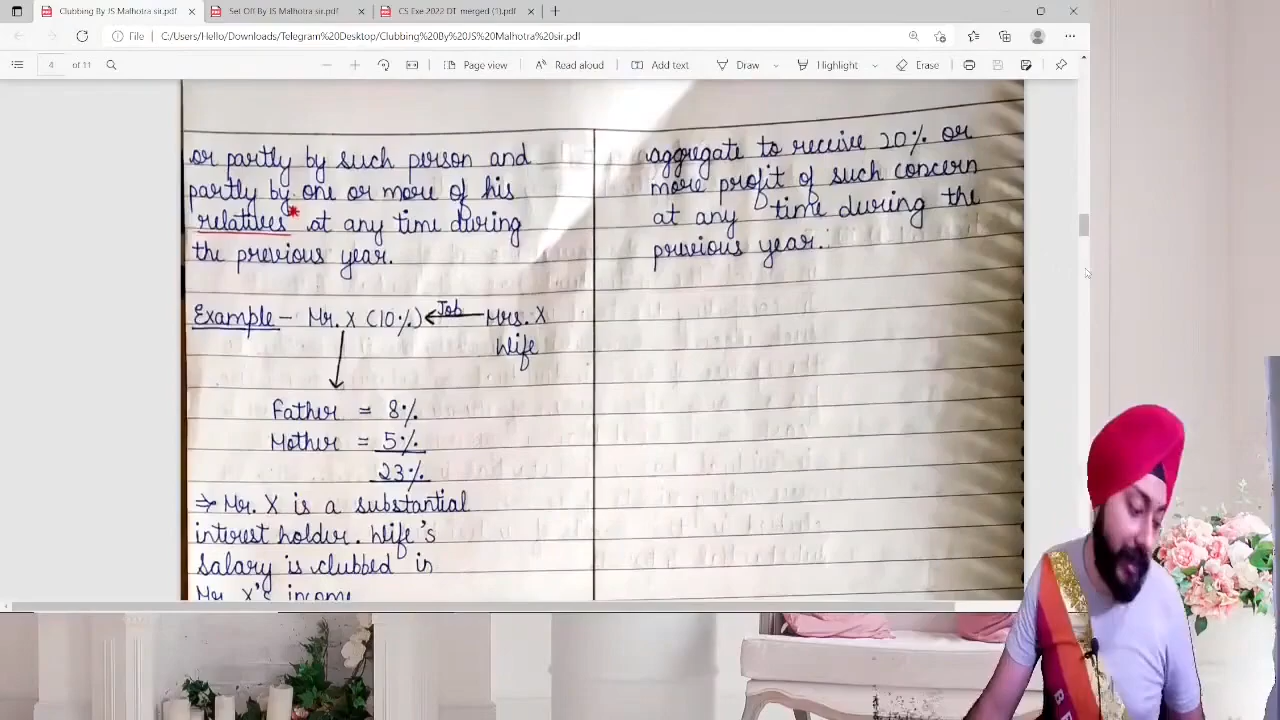 Clubbing By JS Malhotra sir.pdf
Set Off By JS Malhotra sir.pdf
CS Exe 2022 DT merged (1).pdf
File C:/Users/Hello/Downloads/Telegram%20Desktop/Clubbing%20By%20JS%20Malhotra%20sir.pdf
4 of 11
Page view
Read aloud
Add text
Draw
Highlight
Erase
or partly by such person and
partly by one or more of his
relatives* at any time during
the previous year.
Example - Mr. X (10%) ← Job Mrs. X
Wife
Father = 8%
Mother = 5%
23%
⇒ Mr. X is a substantial
interest holder. Wife's
Salary is clubbed in
Mr. X's income
aggregate to receive 20% or
more profit of such concern
at any time during the
previous year.